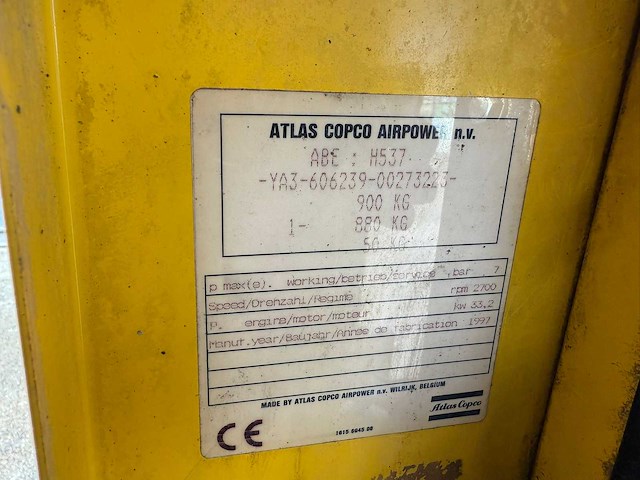 ATLAS COPCO AIRPOWER n.v.
ABE : H537
-YA3-606239-00273223-
900 KG
1- 880 KG
50 KG
p max(e). working/betrieb/service ,bar 7
Speed/Drehzahl/Regime rpm 2700
P. engine/motor/moteur kw 33.2
Manuf.year/Baujahr/Annee de fabrication 1997
MADE BY ATLAS COPCO AIRPOWER n.v. WILRIJK, BELGIUM
Atlas Copco
CE
1615 6645 00